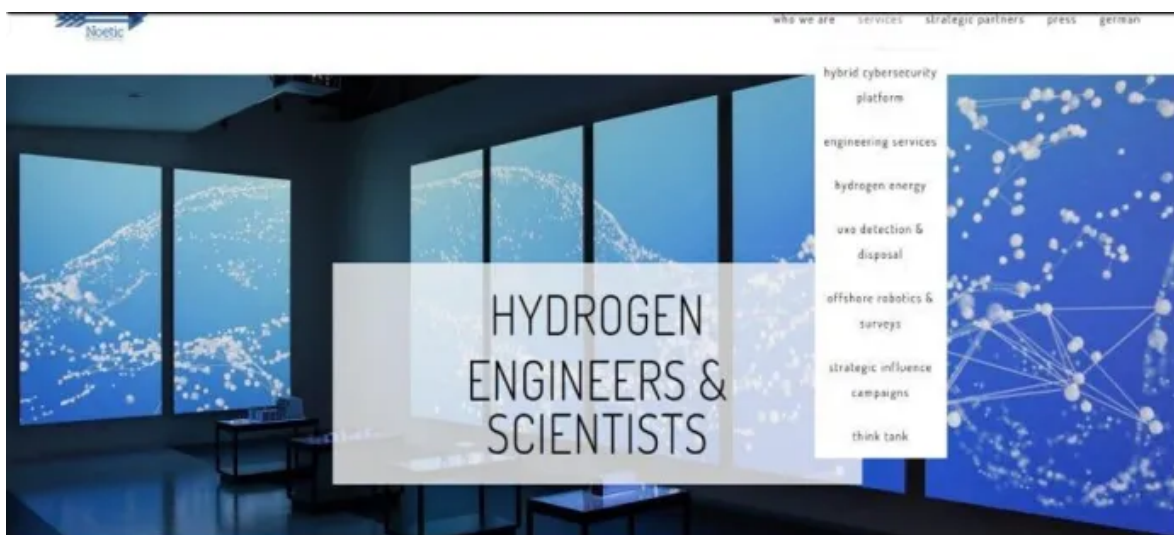 Noetic
who we are services strategic partners press german
hybrid cybersecurity
platform
engineering services
hydrogen energy
uxo detection &
disposal
offshore robotics &
surveys
strategic influence
campaigns
think tank
HYDROGEN
ENGINEERS &
SCIENTISTS